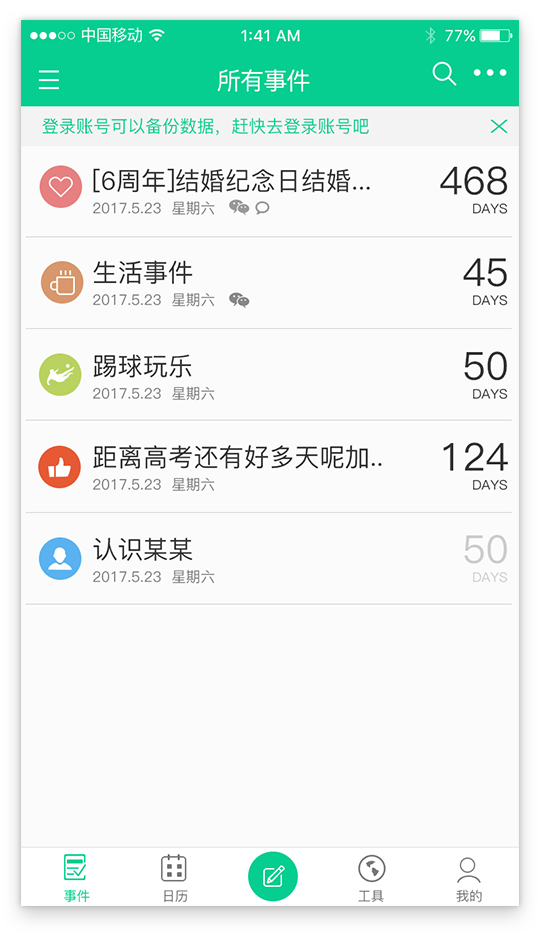 中国移动 1:41 AM 77%
所有事件
登录账号可以备份数据，赶快去登录账号吧
[6周年]结婚纪念日结婚... 468
2017.5.23 星期六 DAYS
生活事件 45
2017.5.23 星期六 DAYS
踢球玩乐 50
2017.5.23 星期六 DAYS
距离高考还有好多天呢加.. 124
2017.5.23 星期六 DAYS
认识某某 50
2017.5.23 星期六 DAYS
事件 日历 工具 我的